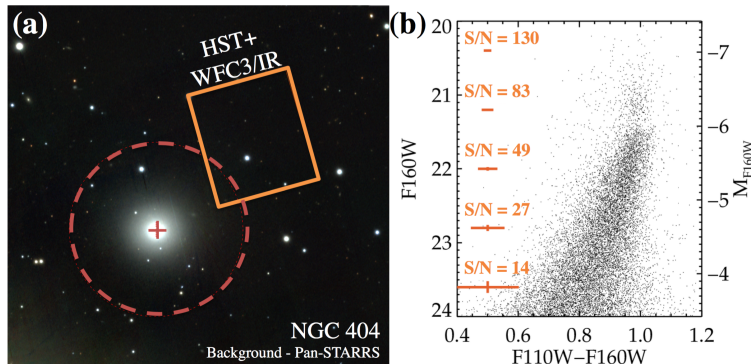 (a)
HST+
WFC3/IR
NGC 404
Background - Pan-STARRS
(b)
20
21
22
23
24
F160W
S/N = 130
S/N = 83
S/N = 49
S/N = 27
S/N = 14
−7
−6
−5
−4
M_F160W
0.4 0.6 0.8 1.0 1.2
F110W−F160W